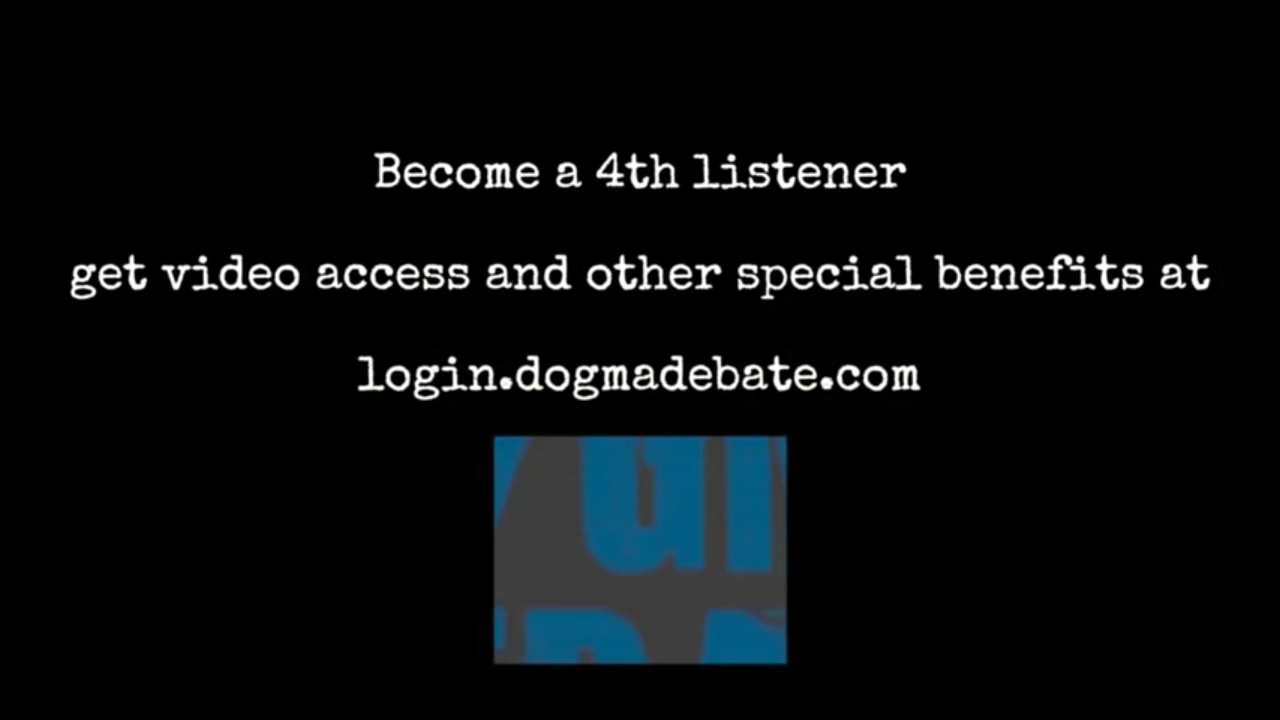 Become a 4th listener
get video access and other special benefits at
login.dogmadebate.com